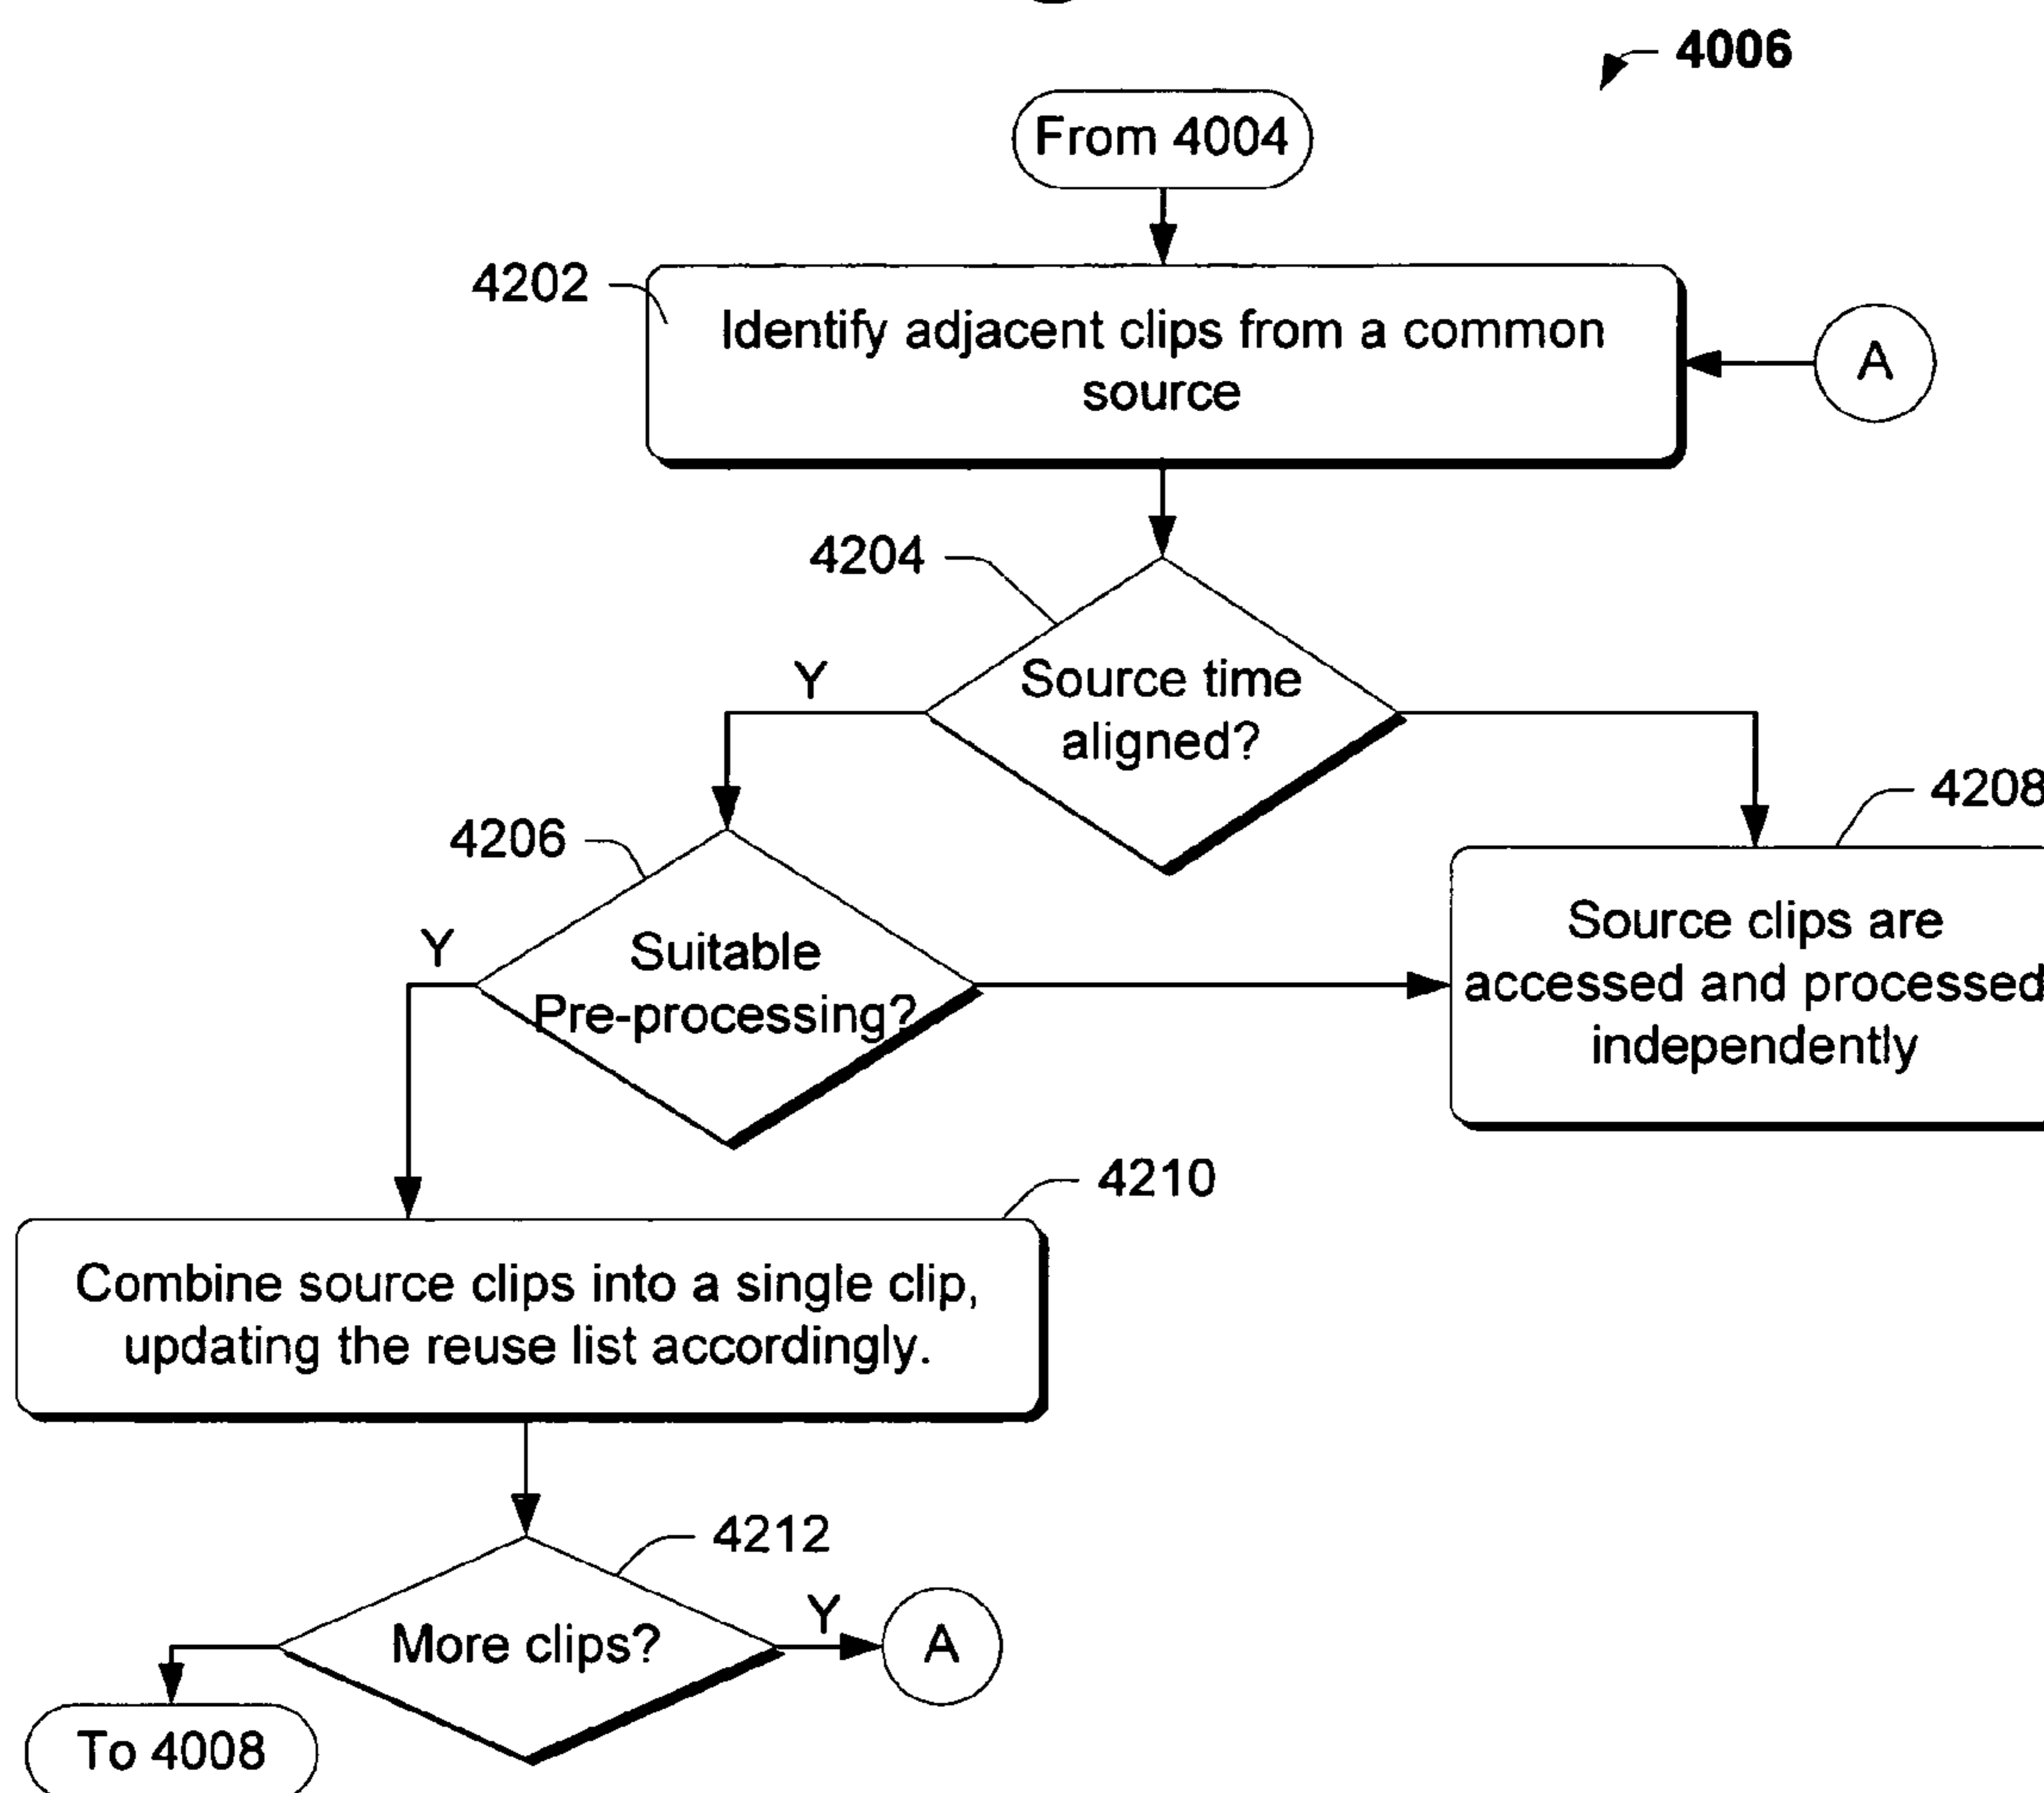 4006
From 4004
4202
Identify adjacent clips from a common
source
A
4204
Y
Source time
aligned?
4206
4208
Y
Suitable
Pre-processing?
Source clips are
accessed and processed
independently
4210
Combine source clips into a single clip,
updating the reuse list accordingly.
4212
More clips?
Y
A
To 4008